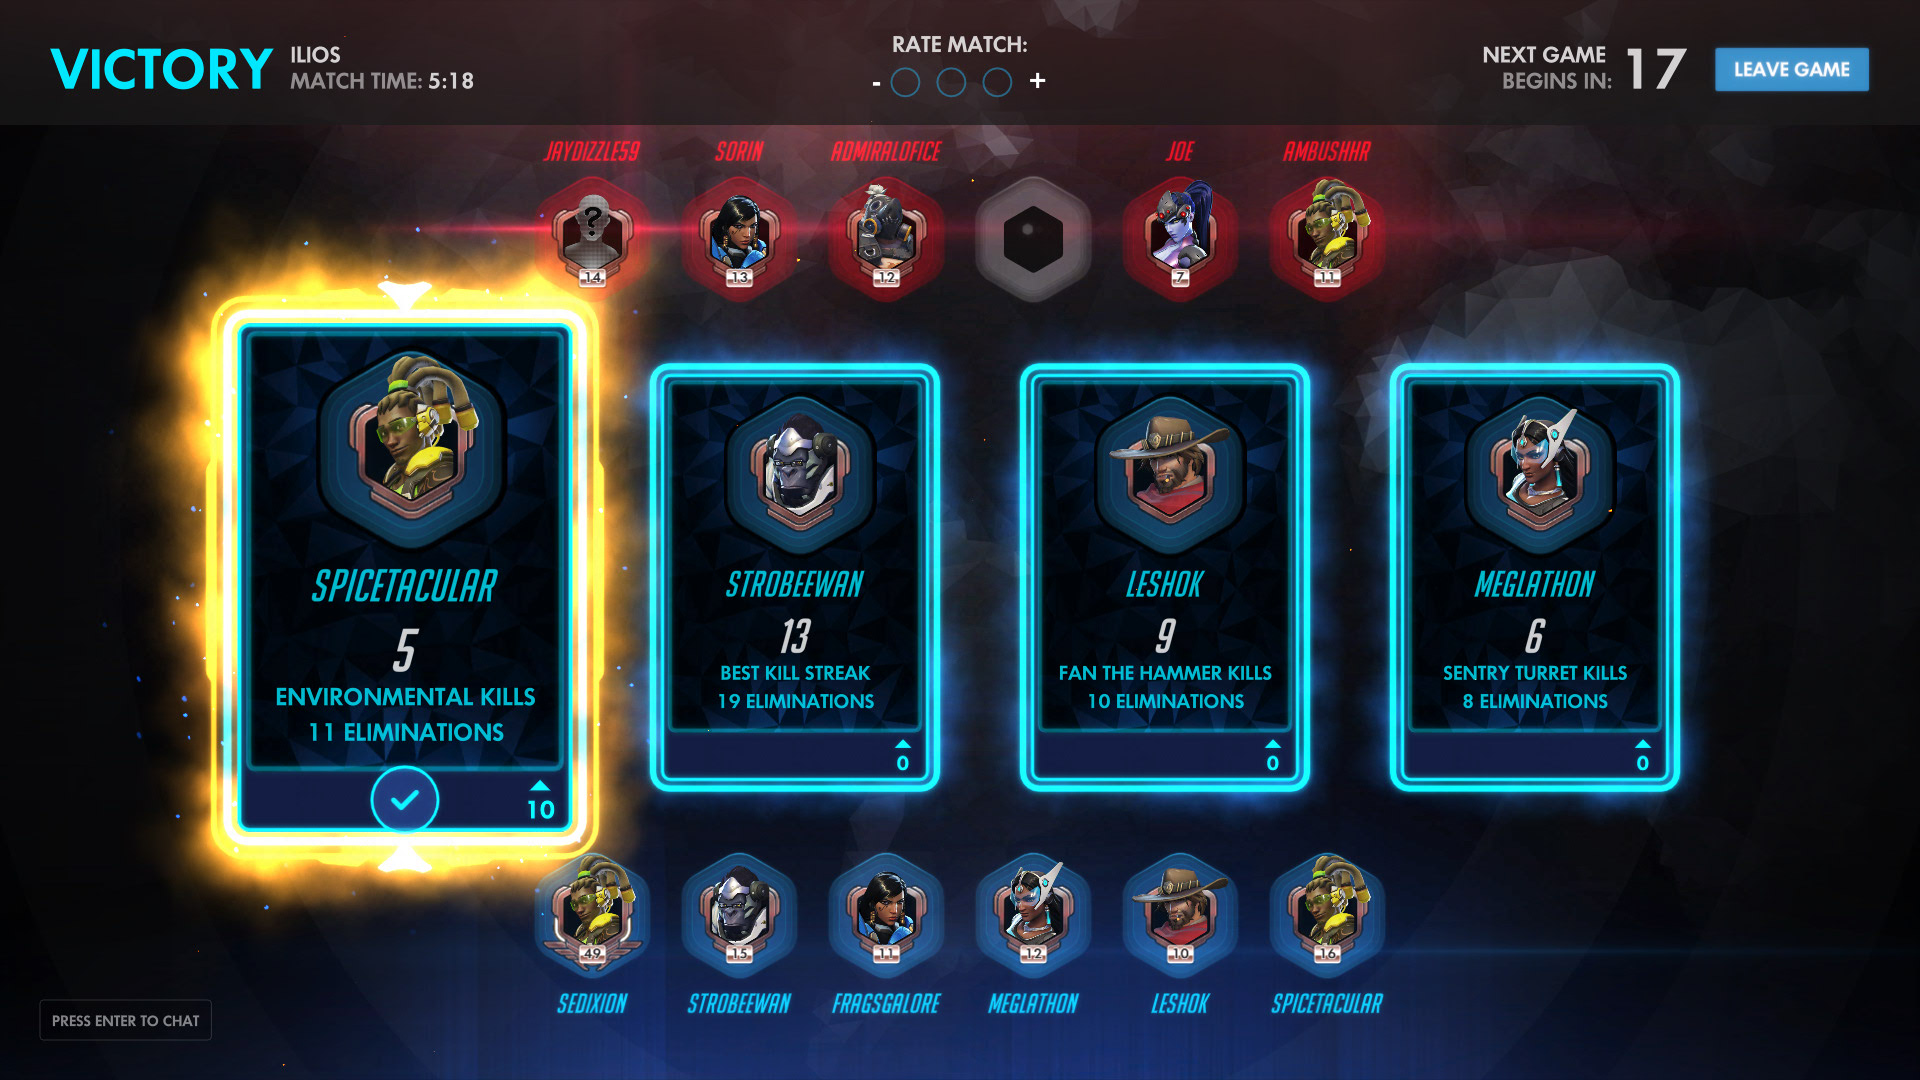 VICTORY
ILIOS
MATCH TIME: 5:18
RATE MATCH:
- +
NEXT GAME
BEGINS IN:
17
LEAVE GAME
JAYDIZZLE59
SORIN
ADMIRALOFICE
JOE
AMBUSHHR
?
14
13
12
7
11
SPICETACULAR
5
ENVIRONMENTAL KILLS
11 ELIMINATIONS
10
STROBEEWAN
13
BEST KILL STREAK
19 ELIMINATIONS
0
LESHOK
9
FAN THE HAMMER KILLS
10 ELIMINATIONS
0
MEGLATHON
6
SENTRY TURRET KILLS
8 ELIMINATIONS
0
49
15
11
12
10
16
SEDIXION
STROBEEWAN
FRAGSGALORE
MEGLATHON
LESHOK
SPICETACULAR
PRESS ENTER TO CHAT